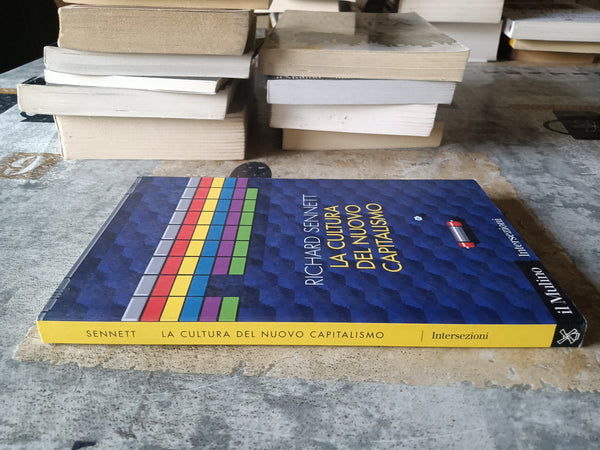 RICHARD SENNETT
LA CULTURA
DEL NUOVO
CAPITALISMO
Intersezioni
il Mulino
SENNETT LA CULTURA DEL NUOVO CAPITALISMO | Intersezioni